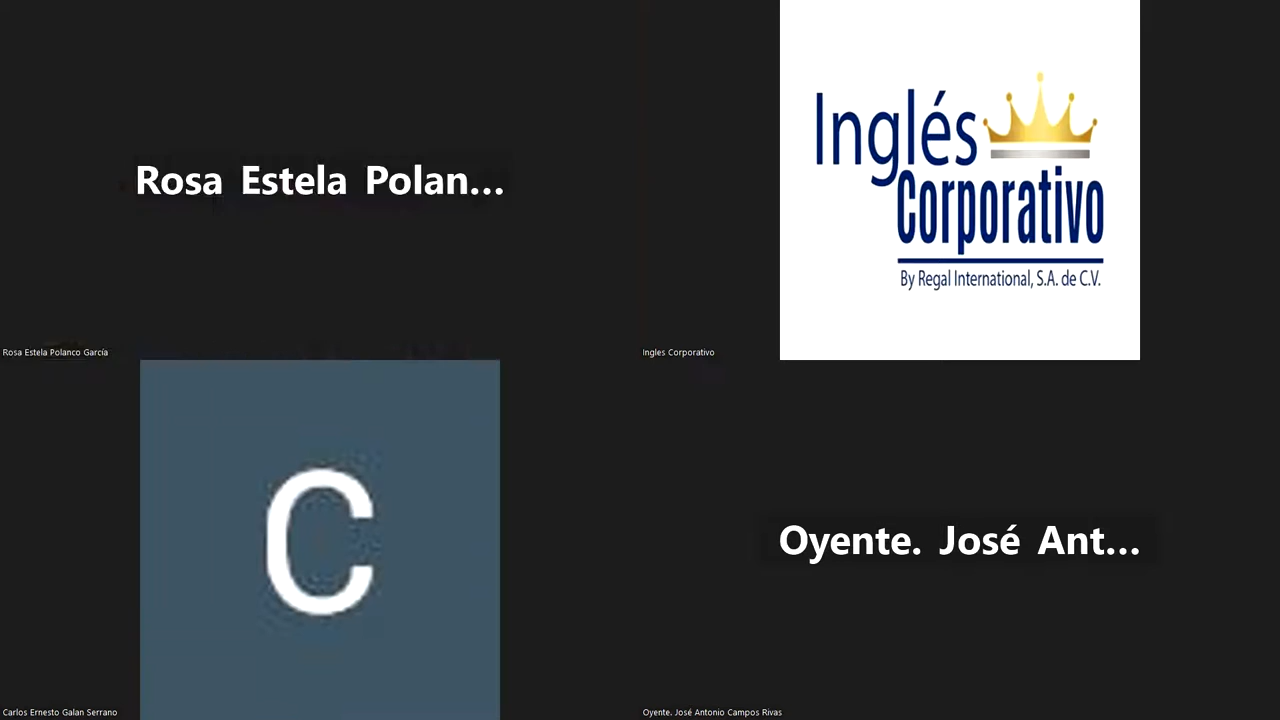 Rosa Estela Polan...
Rosa Estela Polanco García
Inglés
Corporativo
By Regal International, S.A. de C.V.
Ingles Corporativo
C
Carlos Ernesto Galan Serrano
Oyente. José Ant...
Oyente. José Antonio Campos Rivas